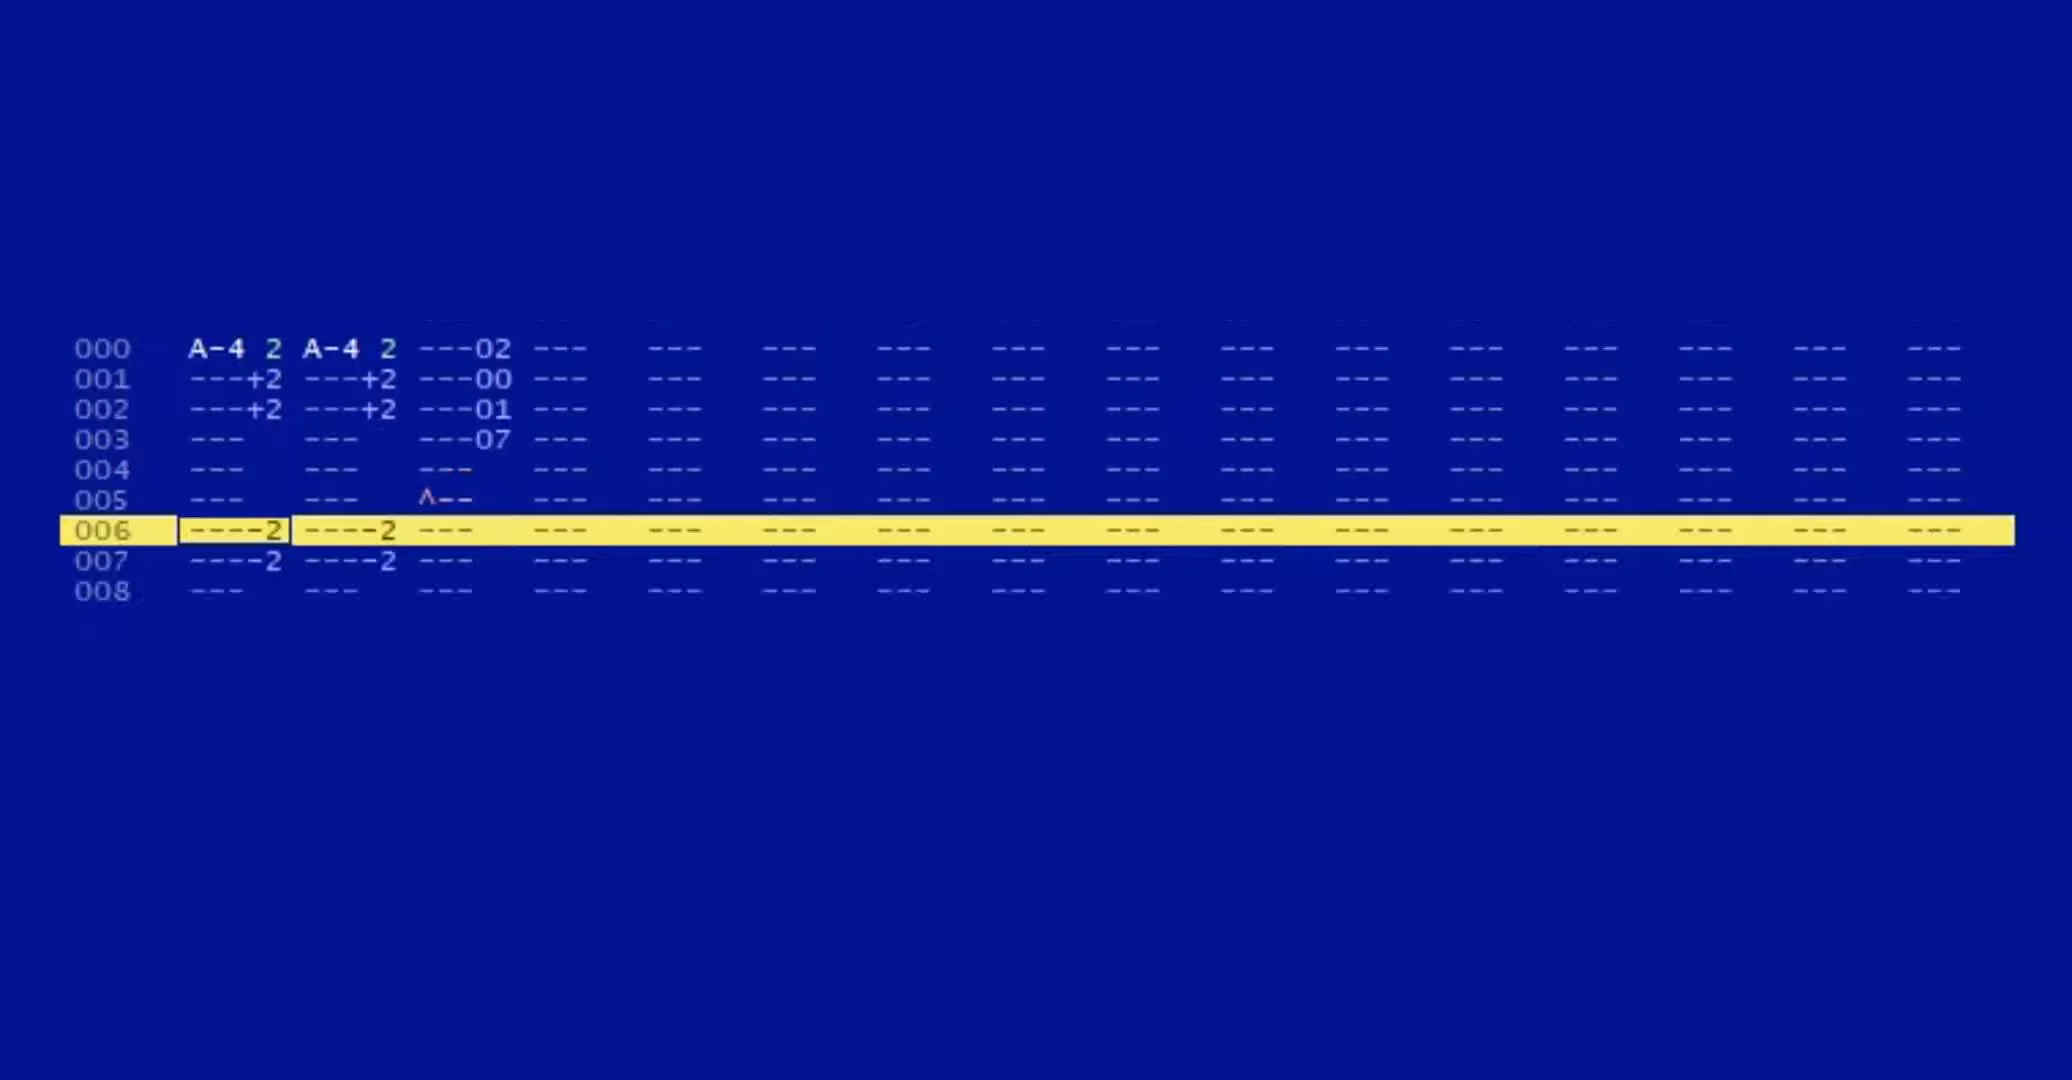 000 A-4 2 A-4 2 ---02 --- --- --- --- --- --- --- --- --- --- --- --- ---
001 ---+2 ---+2 ---00 --- --- --- --- --- --- --- --- --- --- --- --- ---
002 ---+2 ---+2 ---01 --- --- --- --- --- --- --- --- --- --- --- --- ---
003 --- --- ---07 --- --- --- --- --- --- --- --- --- --- --- --- ---
004 --- --- --- --- --- --- --- --- --- --- --- --- --- --- --- ---
005 --- --- ^-- --- --- --- --- --- --- --- --- --- --- --- --- ---
006 ----2 ----2 --- --- --- --- --- --- --- --- --- --- --- --- --- ---
007 ----2 ----2 --- --- --- --- --- --- --- --- --- --- --- --- --- ---
008 --- --- --- --- --- --- --- --- --- --- --- --- --- --- --- ---